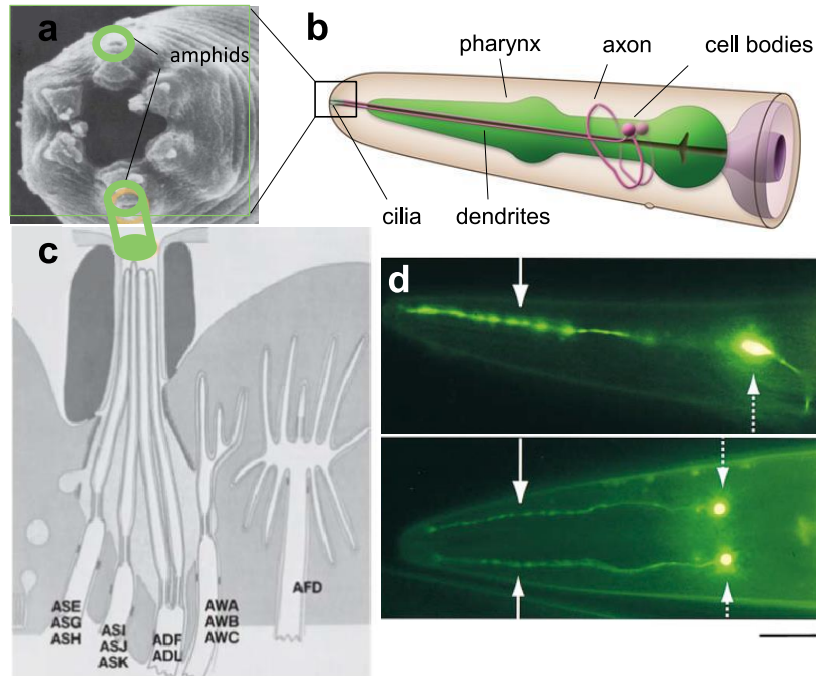 a
amphids
b
pharynx
axon
cell bodies
cilia
dendrites
c
ASE
ASG
ASH
ASI
ASJ
ASK
ADF
ADL
AWA
AWB
AWC
AFD
d